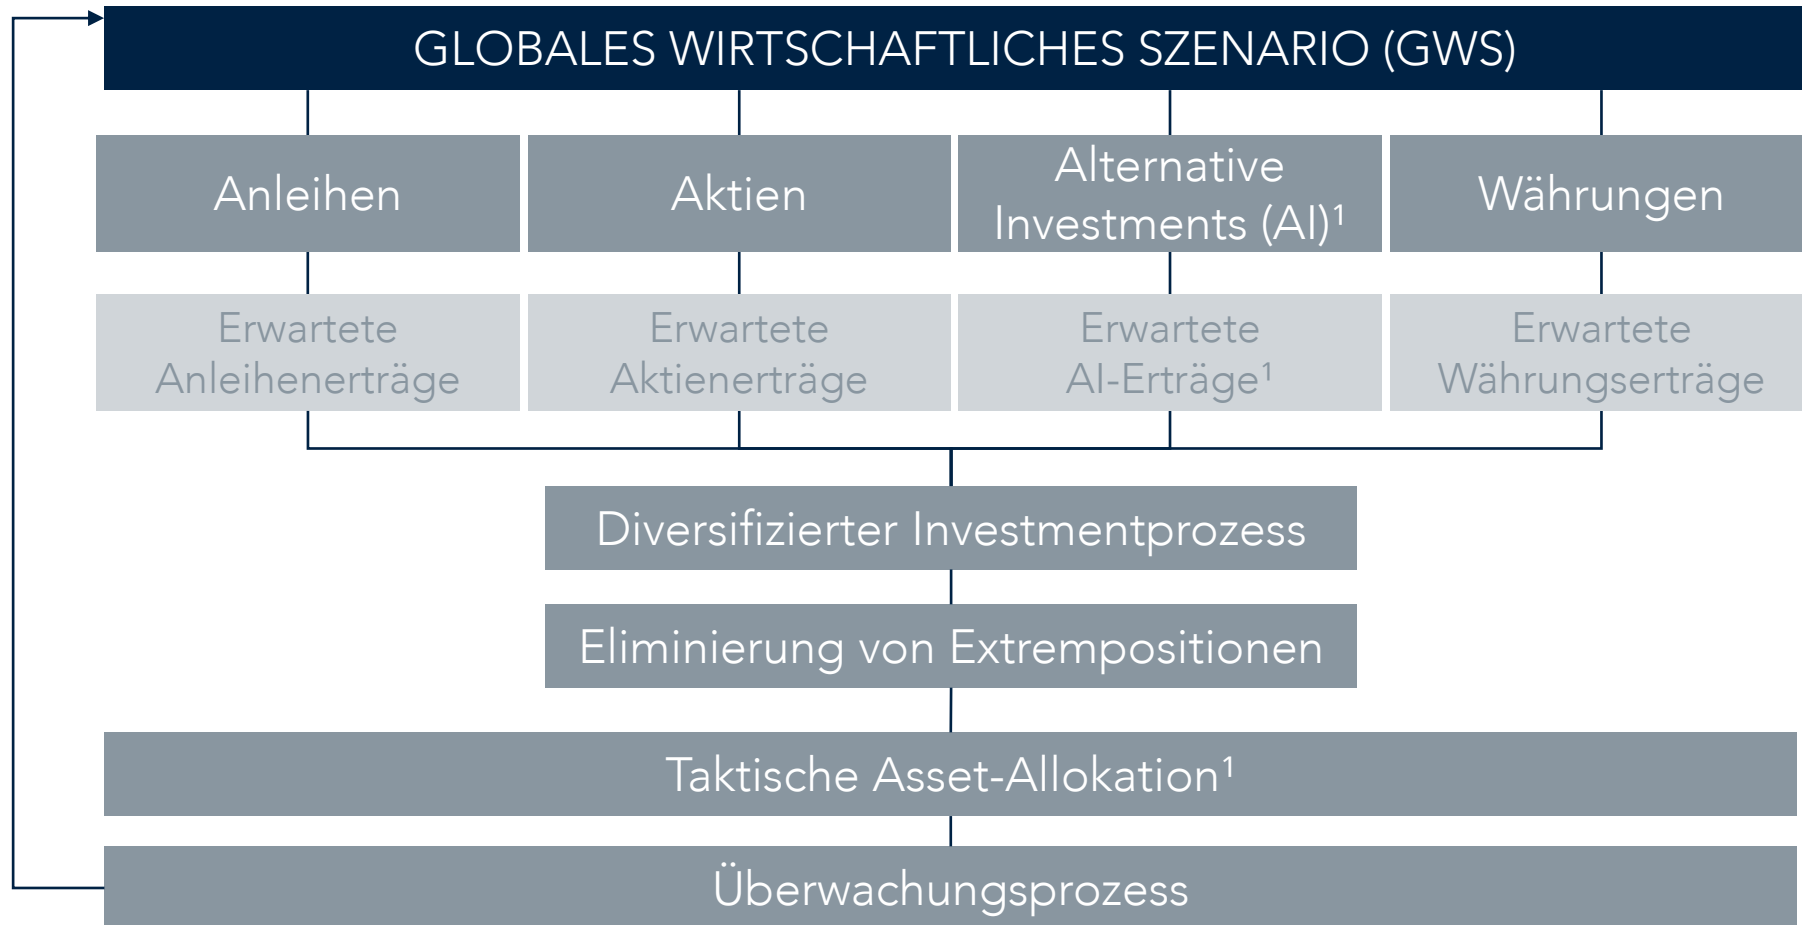 GLOBALES WIRTSCHAFTLICHES SZENARIO (GWS)
Anleihen
Aktien
Alternative
Investments (AI)¹
Währungen
Erwartete
Anleihenerträge
Erwartete
Aktienerträge
Erwartete
AI-Erträge¹
Erwartete
Währungserträge
Diversifizierter Investmentprozess
Eliminierung von Extrempositionen
Taktische Asset-Allokation¹
Überwachungsprozess